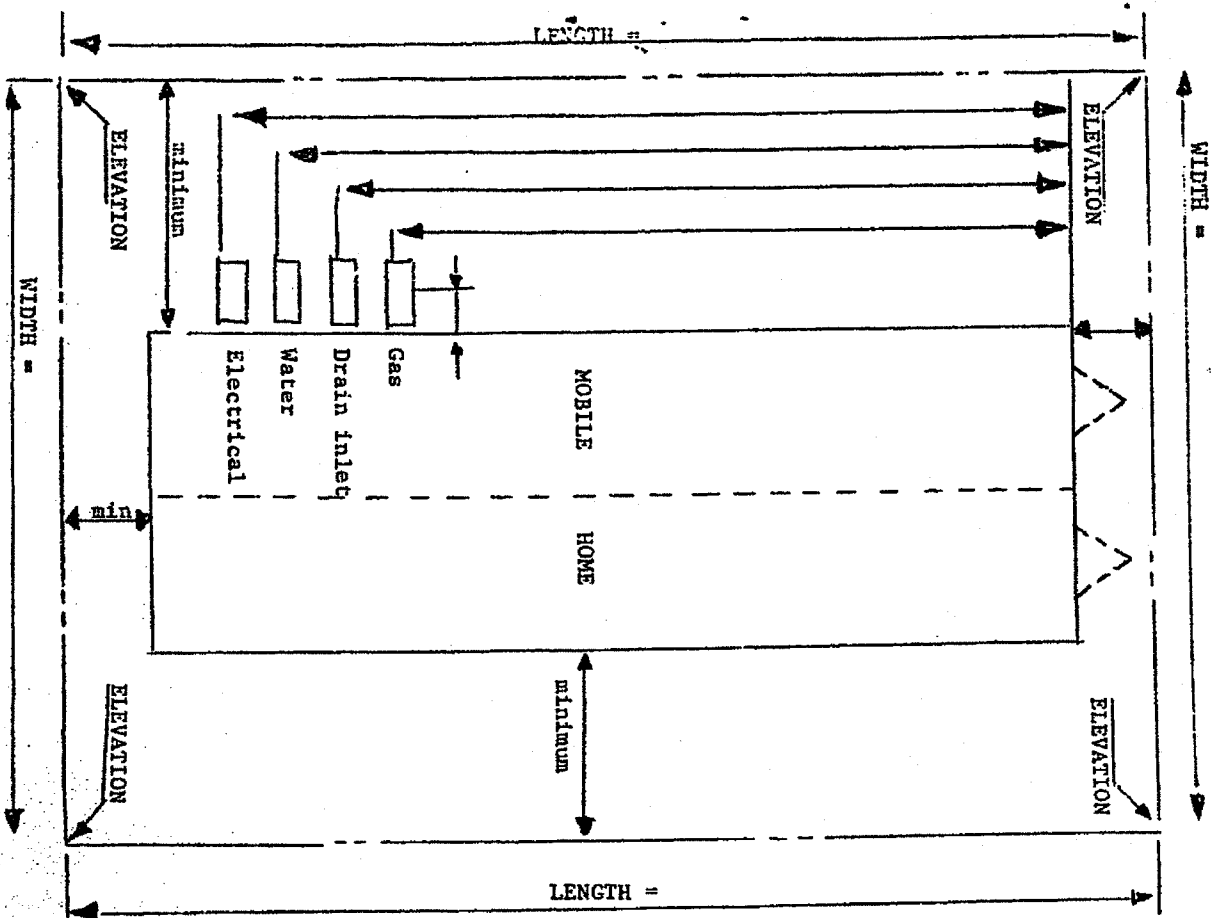 LENGTH =
ELEVATION
ELEVATION
WIDTH =
minimum
WIDTH =
Electrical
Water
Drain inlet
Gas
MOBILE
min
HOME
minimum
ELEVATION
ELEVATION
LENGTH =